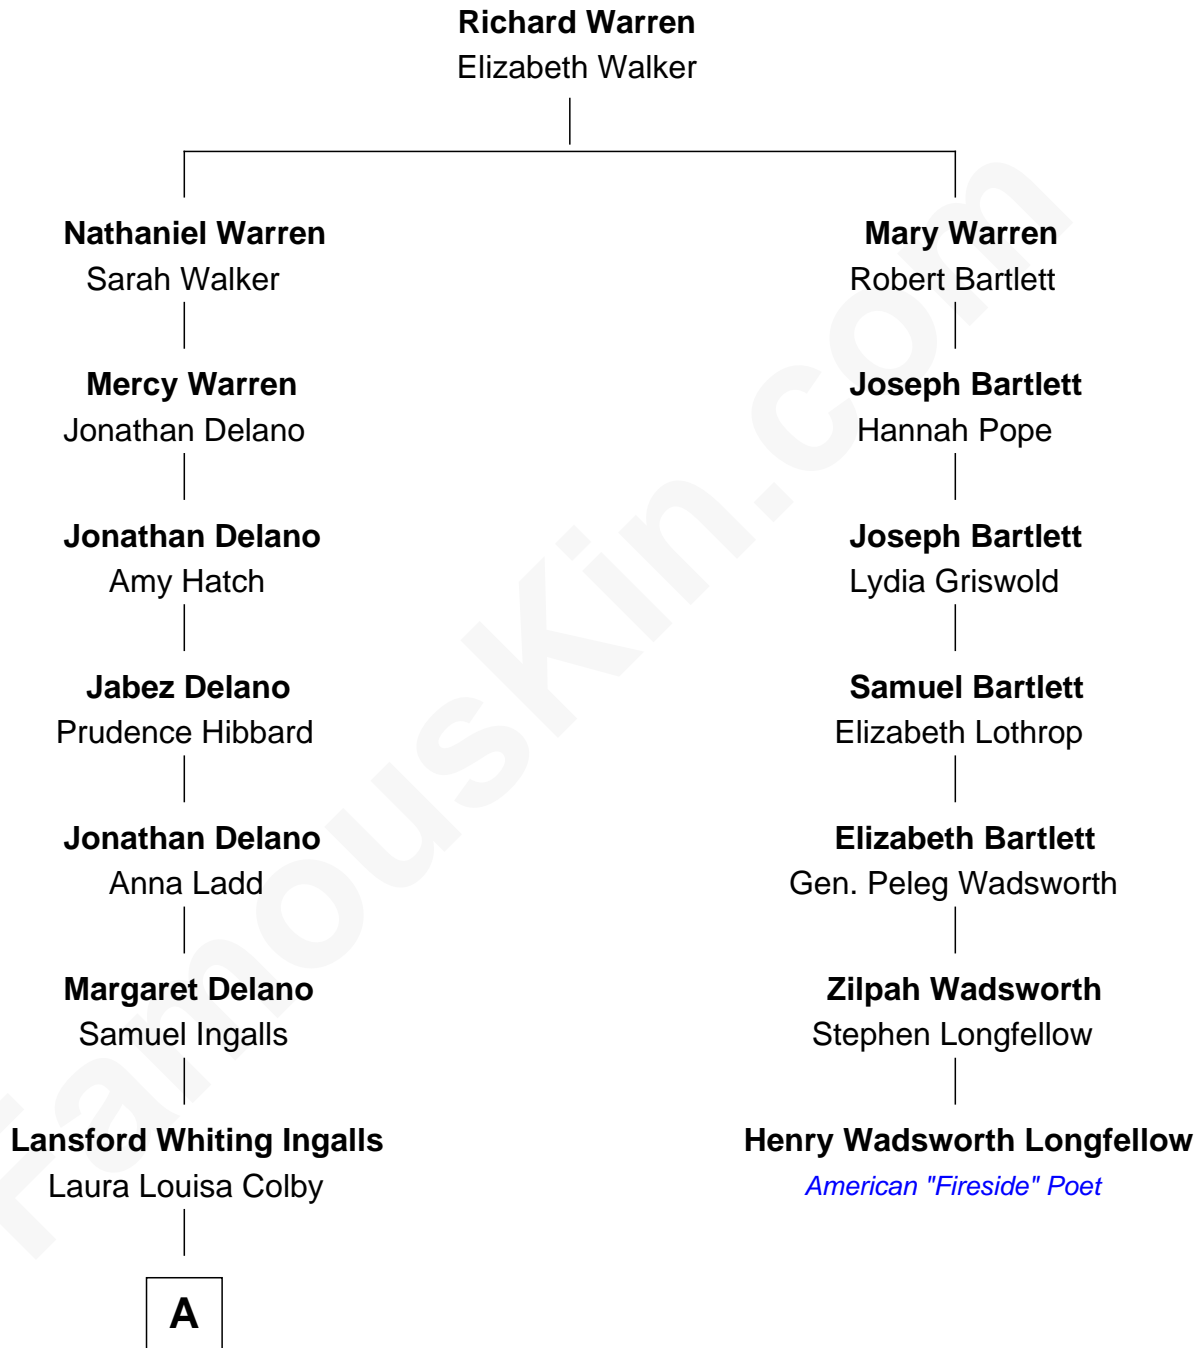 Richard Warren
Elizabeth Walker
Nathaniel Warren
Sarah Walker
Mary Warren
Robert Bartlett
Mercy Warren
Jonathan Delano
Joseph Bartlett
Hannah Pope
Jonathan Delano
Amy Hatch
Joseph Bartlett
Lydia Griswold
Jabez Delano
Prudence Hibbard
Samuel Bartlett
Elizabeth Lothrop
Jonathan Delano
Anna Ladd
Elizabeth Bartlett
Gen. Peleg Wadsworth
Margaret Delano
Samuel Ingalls
Zilpah Wadsworth
Stephen Longfellow
Lansford Whiting Ingalls
Laura Louisa Colby
Henry Wadsworth Longfellow
American "Fireside" Poet
A
FamousKin.com